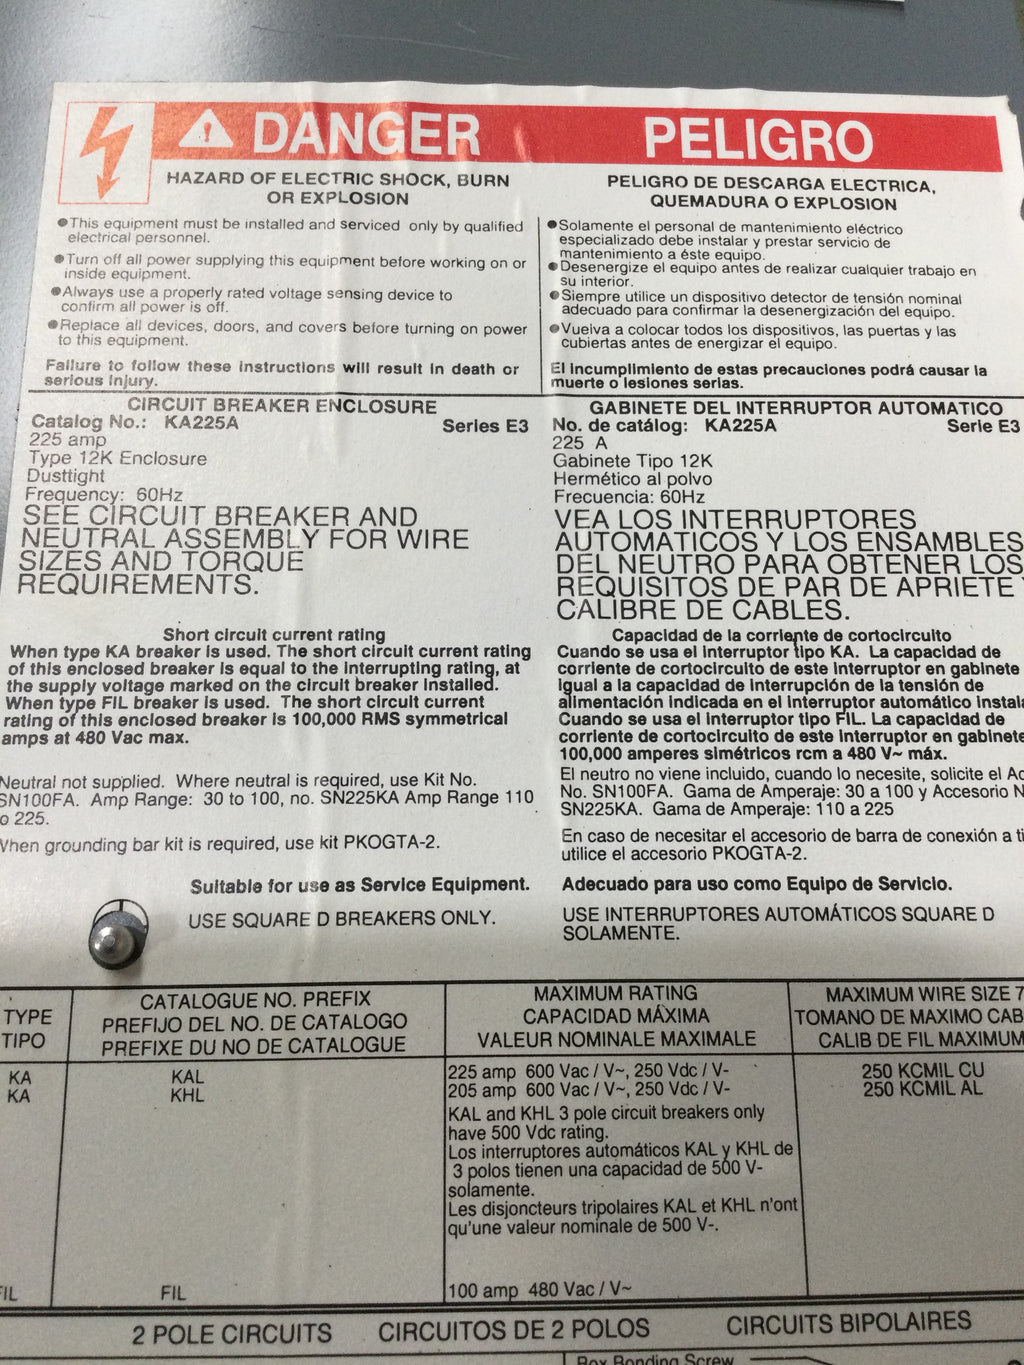 DANGER
HAZARD OF ELECTRIC SHOCK, BURN
OR EXPLOSION
●This equipment must be installed and serviced only by qualified
electrical personnel.
●Turn off all power supplying this equipment before working on or
inside equipment.
●Always use a properly rated voltage sensing device to
confirm all power is off.
●Replace all devices, doors, and covers before turning on power
to this equipment.
Failure to follow these instructions will result in death or
serious injury.
PELIGRO
PELIGRO DE DESCARGA ELECTRICA,
QUEMADURA O EXPLOSION
●Solamente el personal de mantenimiento eléctrico
especializado debe instalar y prestar servicio de
mantenimiento a éste equipo.
●Desenergize el equipo antes de realizar cualquier trabajo en
su interior.
●Siempre utilice un dispositivo detector de tensión nominal
adecuado para confirmar la desenergización del equipo.
●Vuelva a colocar todos los dispositivos, las puertas y las
cubiertas antes de energizar el equipo.
El incumplimiento de estas precauciones podrá causar la
muerte o lesiones serias.
CIRCUIT BREAKER ENCLOSURE
Catalog No.: KA225A Series E3
225 amp
Type 12K Enclosure
Dusttight
Frequency: 60Hz
SEE CIRCUIT BREAKER AND
NEUTRAL ASSEMBLY FOR WIRE
SIZES AND TORQUE
REQUIREMENTS.
Short circuit current rating
When type KA breaker is used. The short circuit current rating
of this enclosed breaker is equal to the interrupting rating, at
the supply voltage marked on the circuit breaker installed.
When type FIL breaker is used. The short circuit current
rating of this enclosed breaker is 100,000 RMS symmetrical
amps at 480 Vac max.
Neutral not supplied. Where neutral is required, use Kit No.
SN100FA. Amp Range: 30 to 100, no. SN225KA Amp Range 110
o 225.
When grounding bar kit is required, use kit PKOGTA-2.
Suitable for use as Service Equipment.
USE SQUARE D BREAKERS ONLY.
GABINETE DEL INTERRUPTOR AUTOMATICO
No. de catálog: KA225A Serie E3
225 A
Gabinete Tipo 12K
Hermético al polvo
Frecuencia: 60Hz
VEA LOS INTERRUPTORES
AUTOMATICOS Y LOS ENSAMBLES
DEL NEUTRO PARA OBTENER LOS
REQUISITOS DE PAR DE APRIETE Y
CALIBRE DE CABLES.
Capacidad de la corriente de cortocircuito
Cuando se usa el interruptor tipo KA. La capacidad de
corriente de cortocircuito de este interruptor en gabinete
igual a la capacidad de interrupción de la tensión de
alimentación indicada en el interruptor automático instala
Cuando se usa el interruptor tipo FIL. La capacidad de
corriente de cortocircuito de este interruptor en gabinete
100,000 amperes simétricos rcm a 480 V~ máx.
El neutro no viene incluido, cuando lo necesite, solicite el Ac
No. SN100FA. Gama de Amperaje: 30 a 100 y Accesorio N
SN225KA. Gama de Amperaje: 110 a 225
En caso de necesitar el accesorio de barra de conexión a ti
utilice el accesorio PKOGTA-2.
Adecuado para uso como Equipo de Servicio.
USE INTERRUPTORES AUTOMÁTICOS SQUARE D
SOLAMENTE.
TYPE
TIPO
CATALOGUE NO. PREFIX
PREFIJO DEL NO. DE CATALOGO
PREFIXE DU NO DE CATALOGUE
MAXIMUM RATING
CAPACIDAD MÁXIMA
VALEUR NOMINALE MAXIMALE
MAXIMUM WIRE SIZE 7
TOMANO DE MAXIMO CAB
CALIB DE FIL MAXIMUM
KA KAL 225 amp 600 Vac / V~, 250 Vdc / V- 250 KCMIL CU
KA KHL 205 amp 600 Vac / V~, 250 Vdc / V- 250 KCMIL AL
KAL and KHL 3 pole circuit breakers only
have 500 Vdc rating.
Los interruptores automáticos KAL y KHL de
3 polos tienen una capacidad de 500 V-
solamente.
Les disjoncteurs tripolaires KAL et KHL n'ont
qu'une valeur nominale de 500 V-.
FIL FIL 100 amp 480 Vac / V~
2 POLE CIRCUITS CIRCUITOS DE 2 POLOS CIRCUITS BIPOLAIRES
Box Bonding Screw